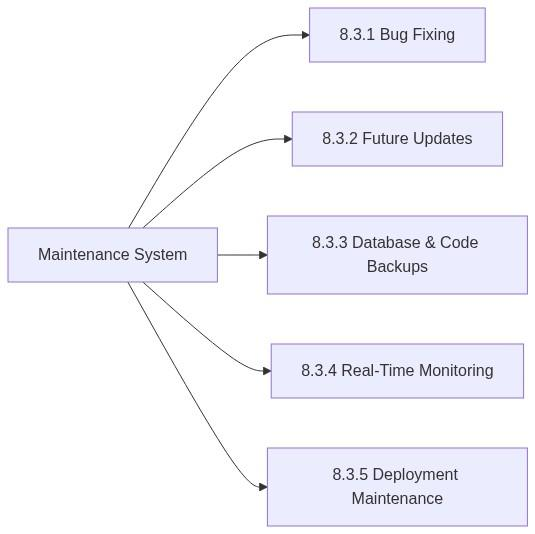 8.3.1 Bug Fixing
8.3.2 Future Updates
Maintenance System
8.3.3 Database & Code
Backups
8.3.4 Real-Time Monitoring
8.3.5 Deployment
Maintenance